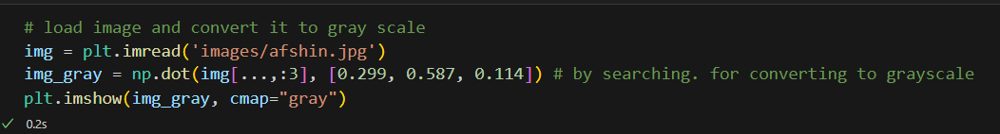 # load image and convert it to gray scale
img = plt.imread('images/afshin.jpg')
img_gray = np.dot(img[...,:3], [0.299, 0.587, 0.114]) # by searching. for converting to grayscale
plt.imshow(img_gray, cmap="gray")
0.2s